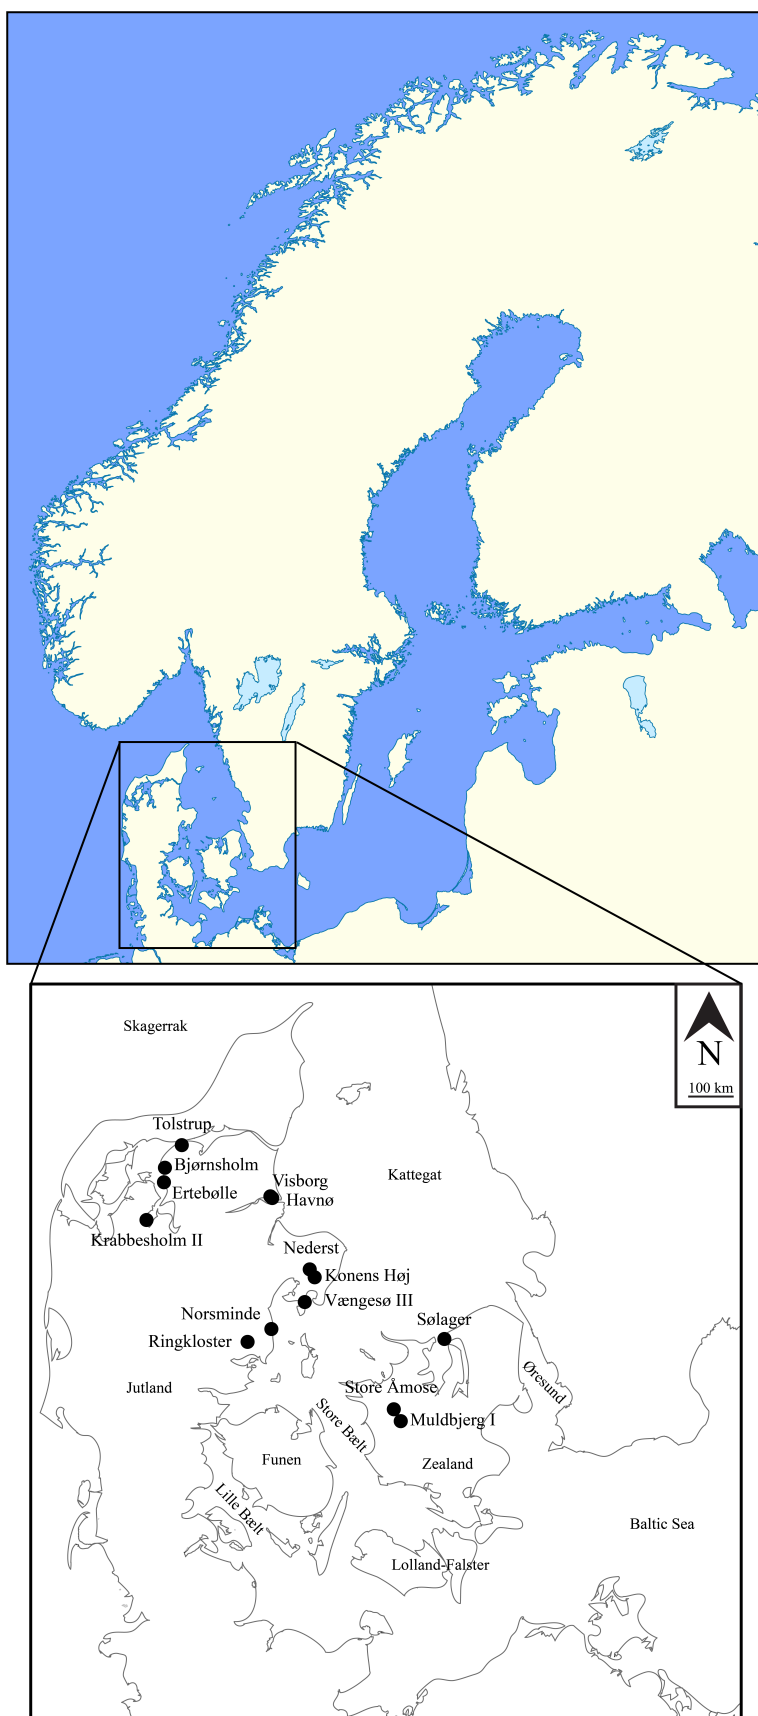 Skagerrak
N
100 km
Tolstrup
Bjørnsholm
Kattegat
Visborg
Ertebølle
Havnø
Krabbesholm II
Nederst
Konens Høj
Vængesø III
Norsminde
Sølager
Ringkloster
Øresund
Jutland
Store Åmose
Store Bælt
Muldbjerg I
Funen
Zealand
Lille Bælt
Baltic Sea
Lolland-Falster